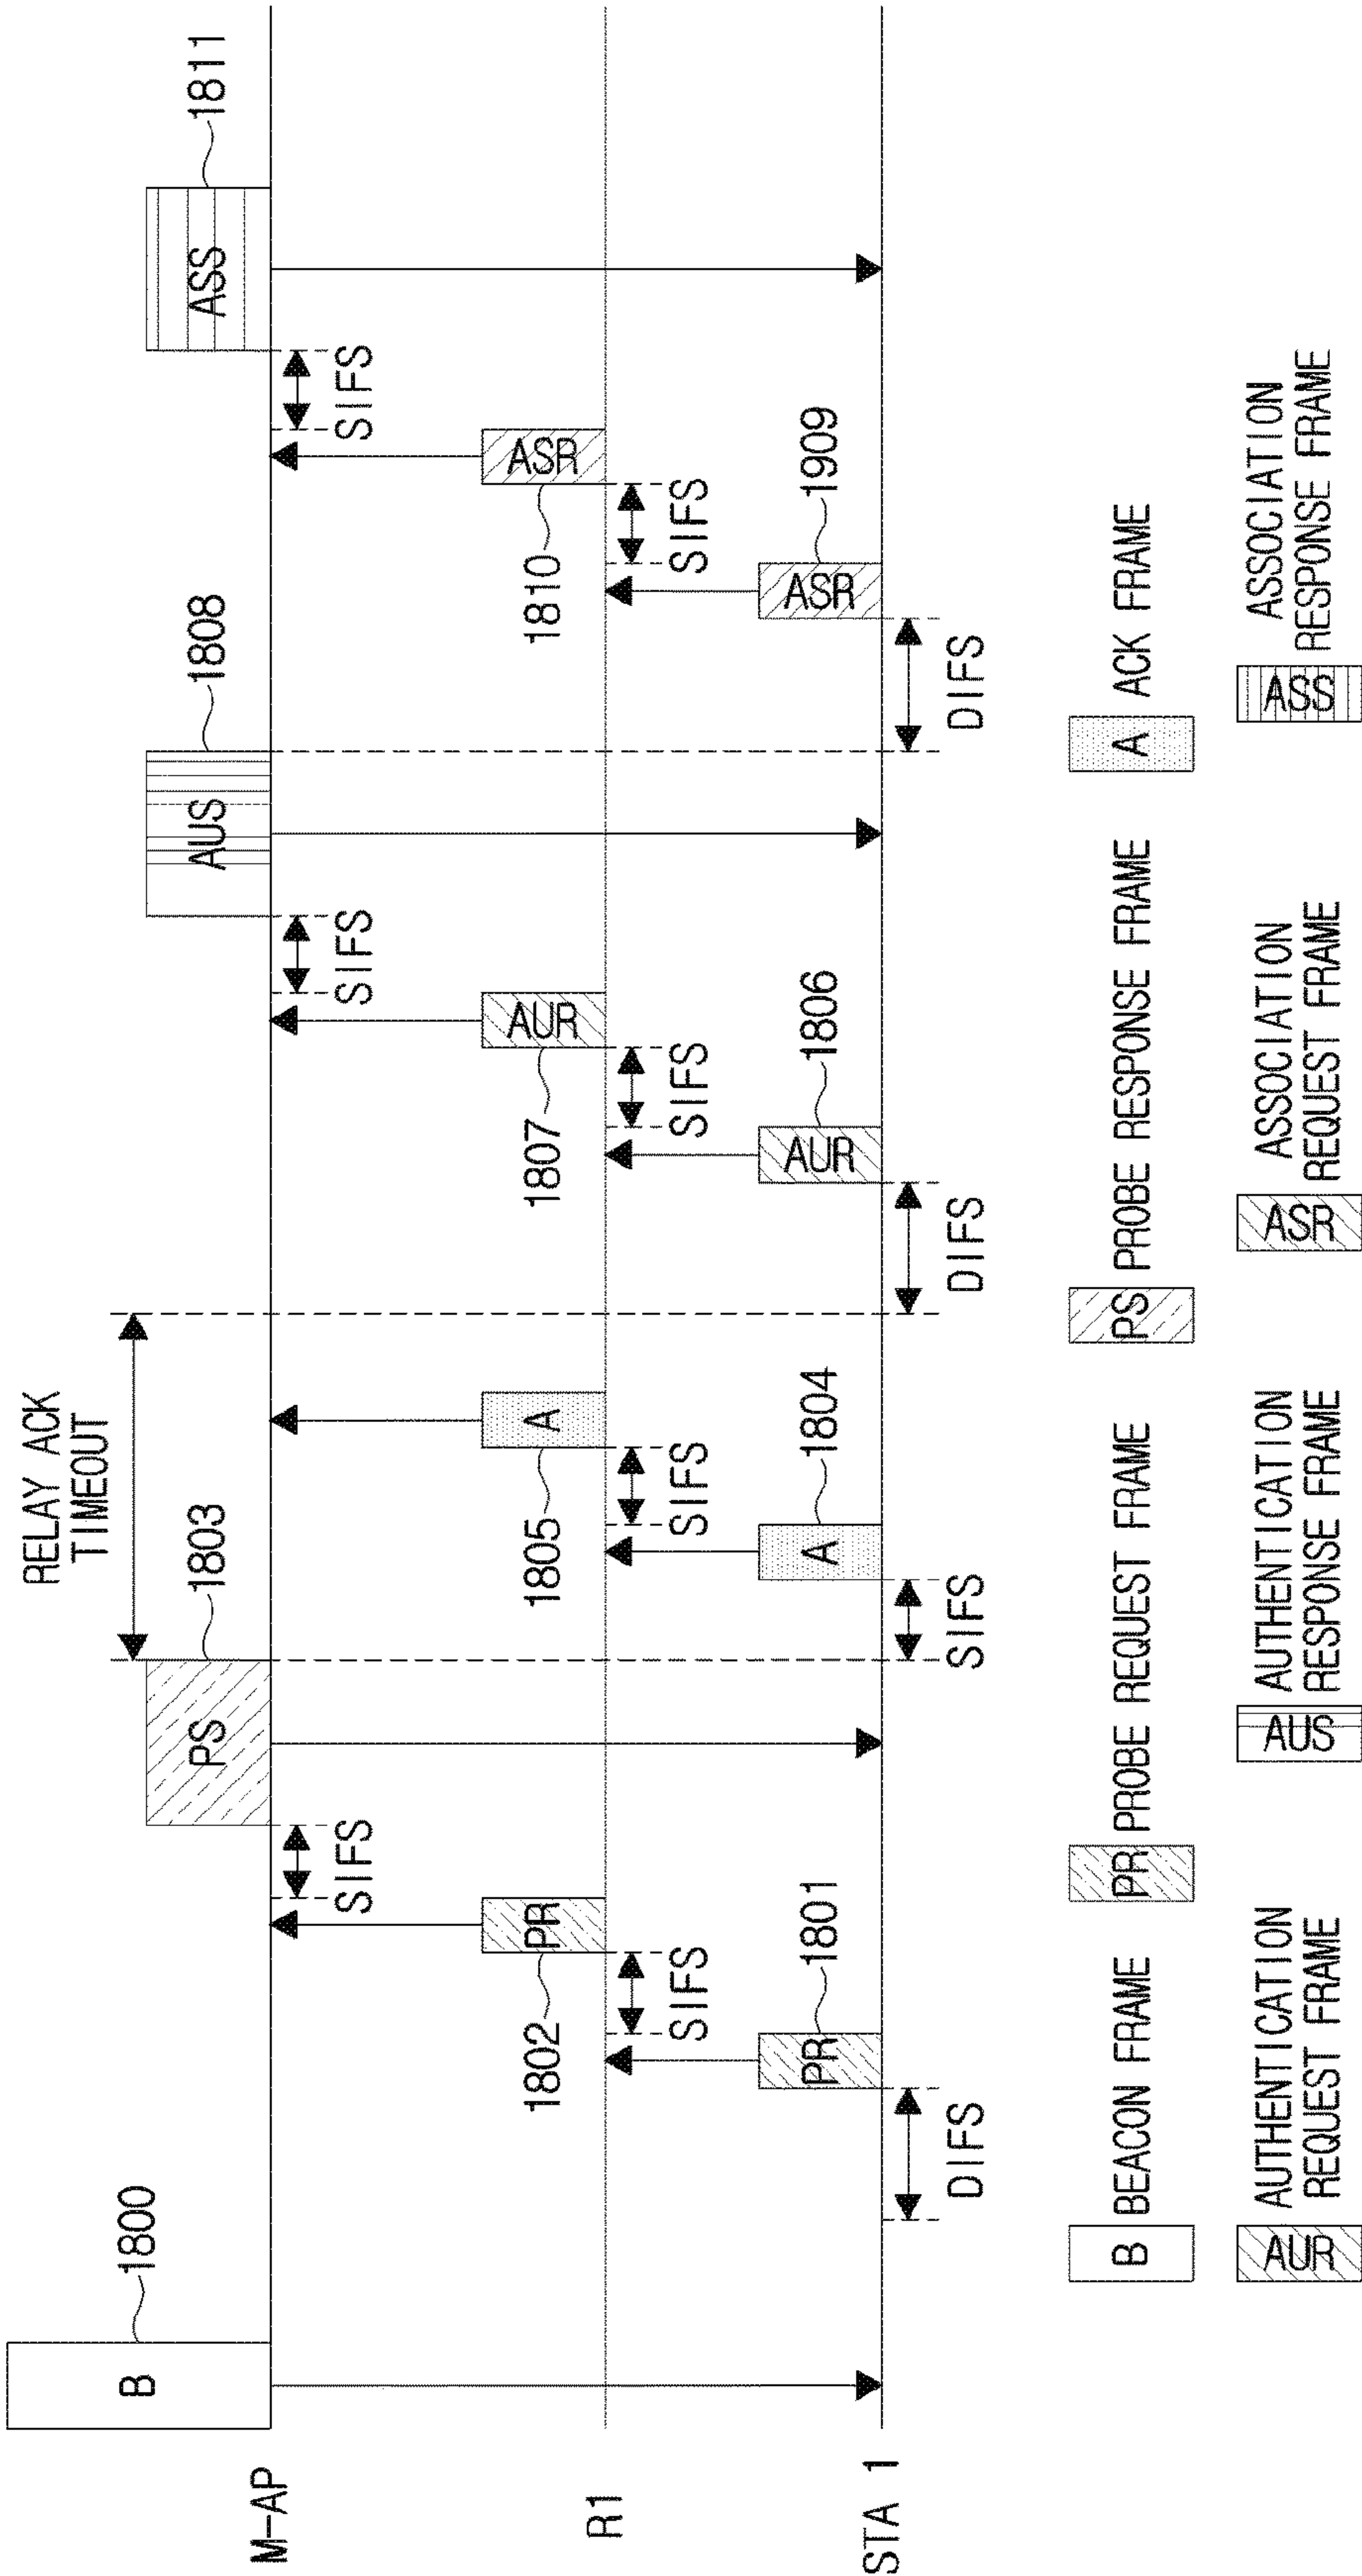 RELAY ACK
TIMEOUT
1800
1803
1808
1811
B
PS
AUS
ASS
M-AP
SIFS
SIFS
SIFS
PR
A
AUR
ASR
R1
1802
SIFS
1805
SIFS
1807
SIFS
1810
SIFS
1801
1804
1806
1909
PR
A
AUR
ASR
STA 1
DIFS
SIFS
DIFS
DIFS
B BEACON FRAME
PR PROBE REQUEST FRAME
PS PROBE RESPONSE FRAME
A ACK FRAME
AUR AUTHENTICATION
REQUEST FRAME
AUS AUTHENTICATION
RESPONSE FRAME
ASR ASSOCIATION
REQUEST FRAME
ASS ASSOCIATION
RESPONSE FRAME